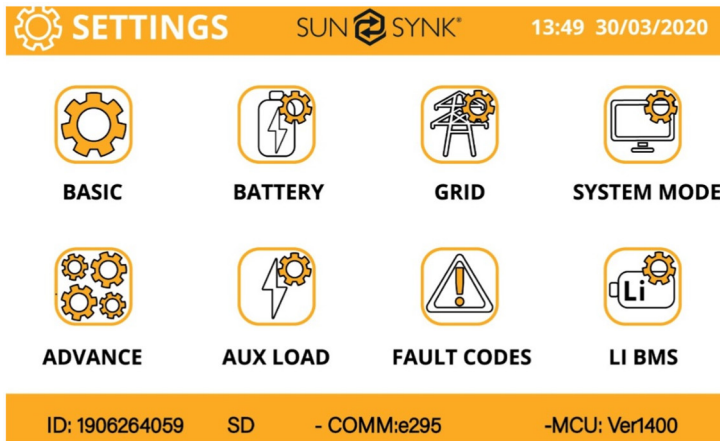 SETTINGS SUN SYNK® 13:49 30/03/2020
BASIC BATTERY GRID SYSTEM MODE
Li
ADVANCE AUX LOAD FAULT CODES LI BMS
ID: 1906264059 SD - COMM:e295 -MCU: Ver1400